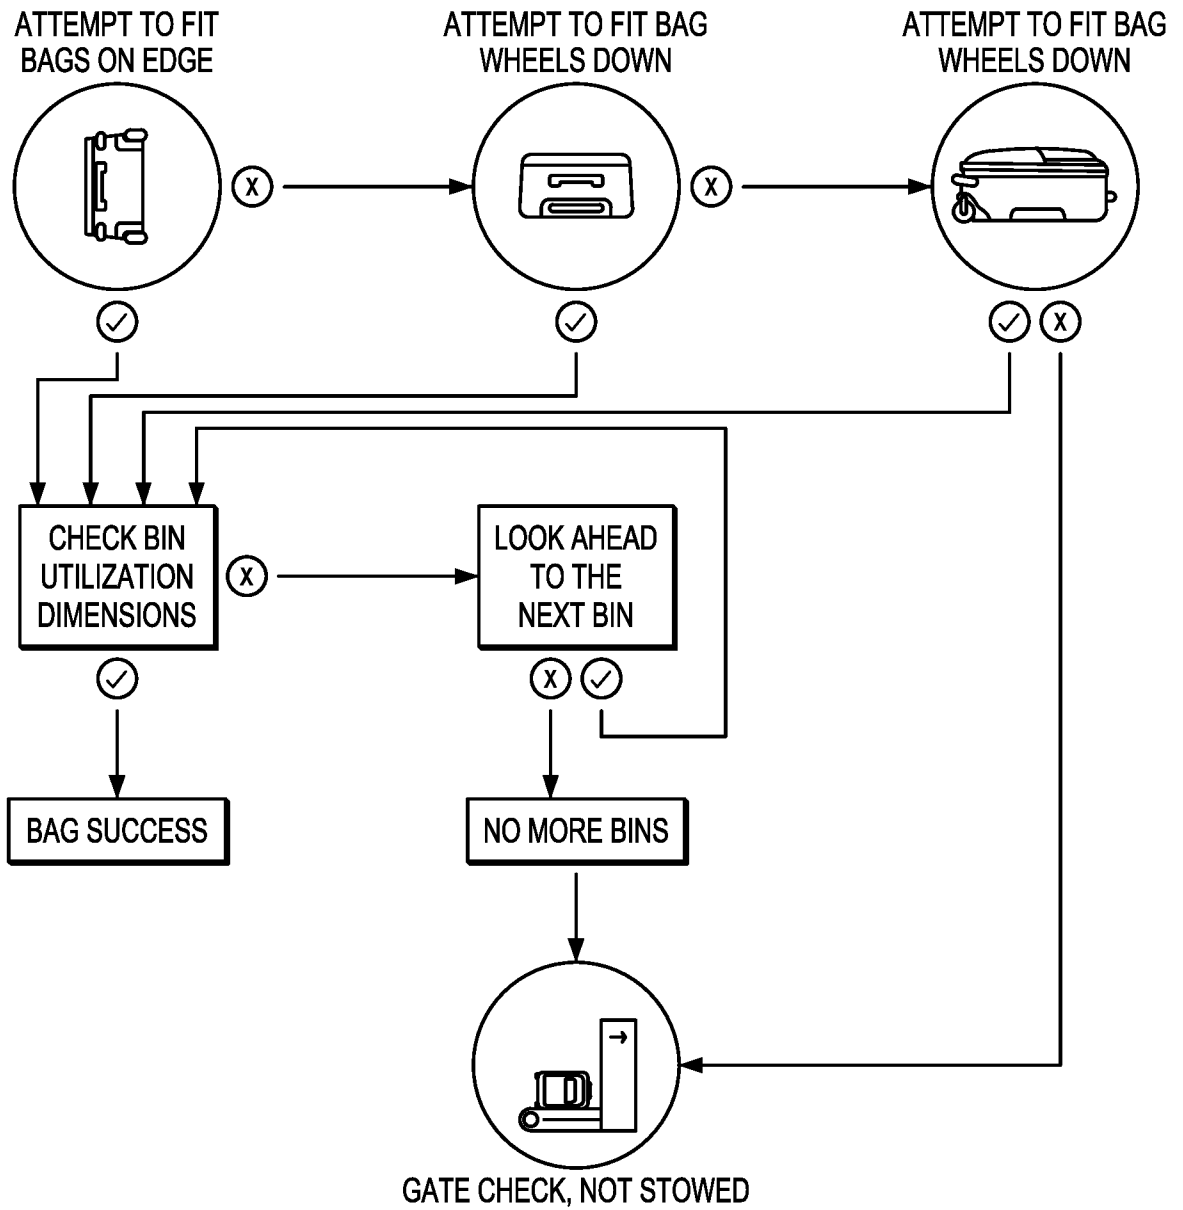 ATTEMPT TO FIT
BAGS ON EDGE
ATTEMPT TO FIT BAG
WHEELS DOWN
ATTEMPT TO FIT BAG
WHEELS DOWN
X
X
X
CHECK BIN
UTILIZATION
DIMENSIONS
X
LOOK AHEAD
TO THE
NEXT BIN
X
BAG SUCCESS
NO MORE BINS
GATE CHECK, NOT STOWED